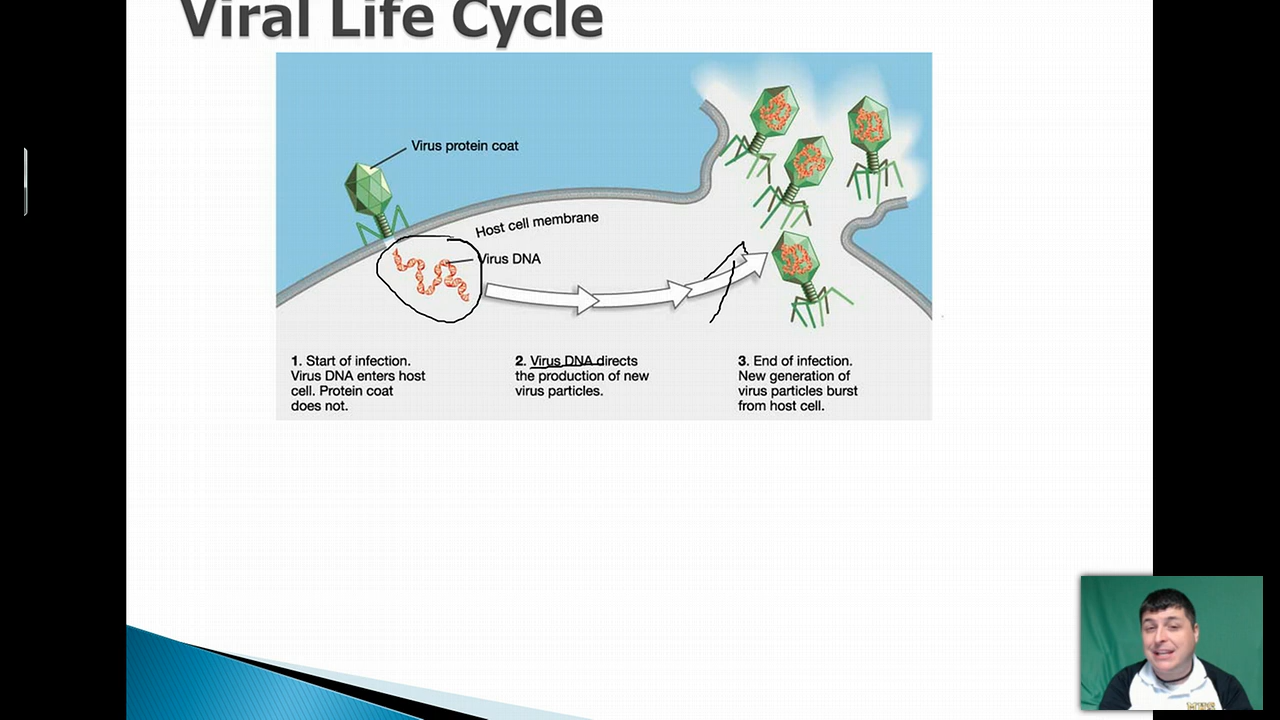 Viral Life Cycle
Virus protein coat
Host cell membrane
Virus DNA
1. Start of infection.
Virus DNA enters host
cell. Protein coat
does not.
2. Virus DNA directs
the production of new
virus particles.
3. End of infection.
New generation of
virus particles burst
from host cell.